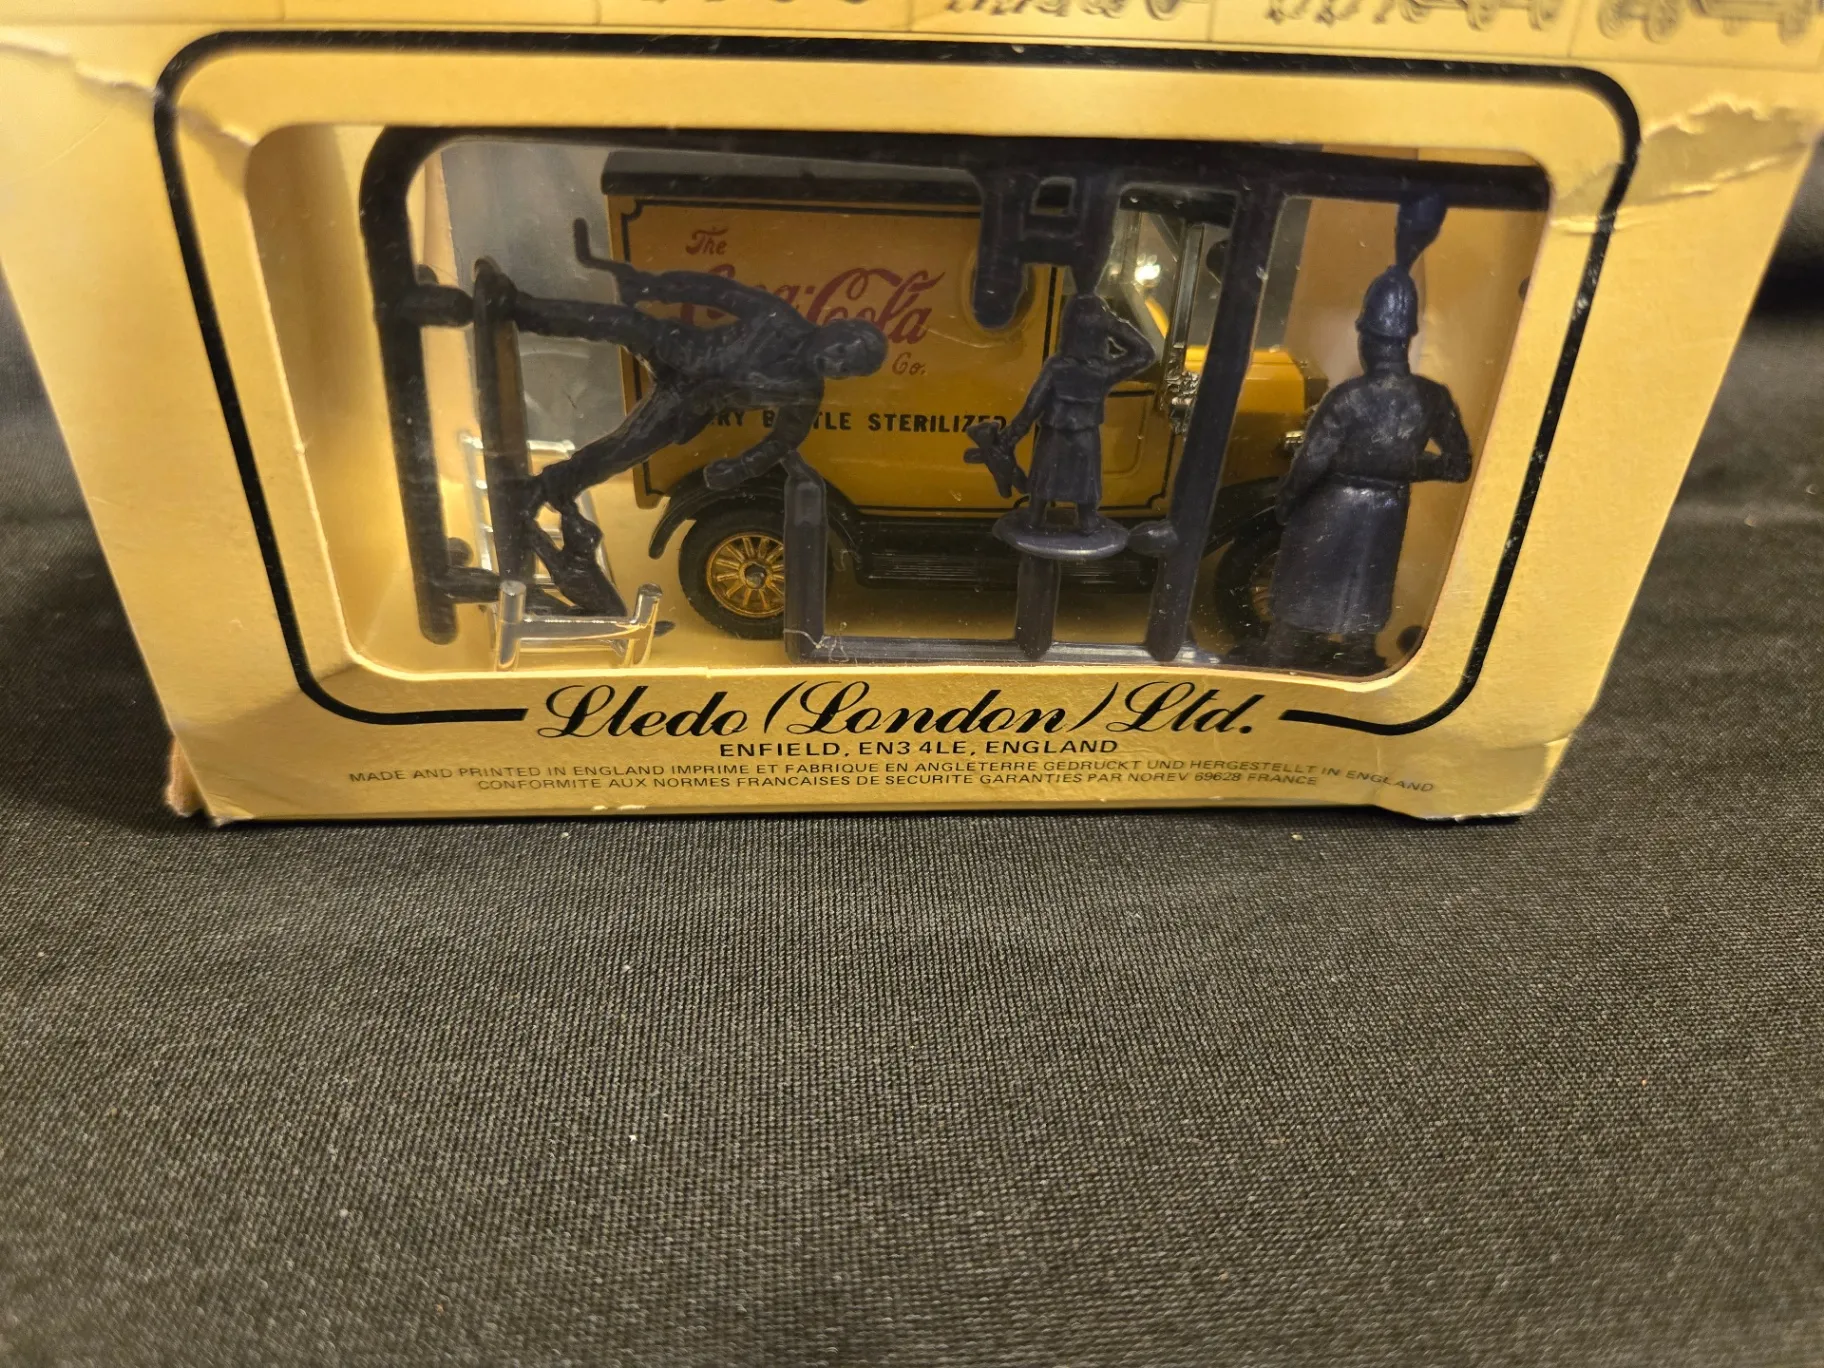 The
Coca-Cola
Co.
STERILIZED
Lledo (London) Ltd.
ENFIELD, EN3 4LE, ENGLAND
MADE AND PRINTED IN ENGLAND IMPRIME ET FABRIQUE EN ANGLETERRE GEDRUCKT UND HERGESTELLT IN ENGLAND
CONFORMITE AUX NORMES FRANCAISES DE SECURITE GARANTIES PAR NOREV 69628 FRANCE